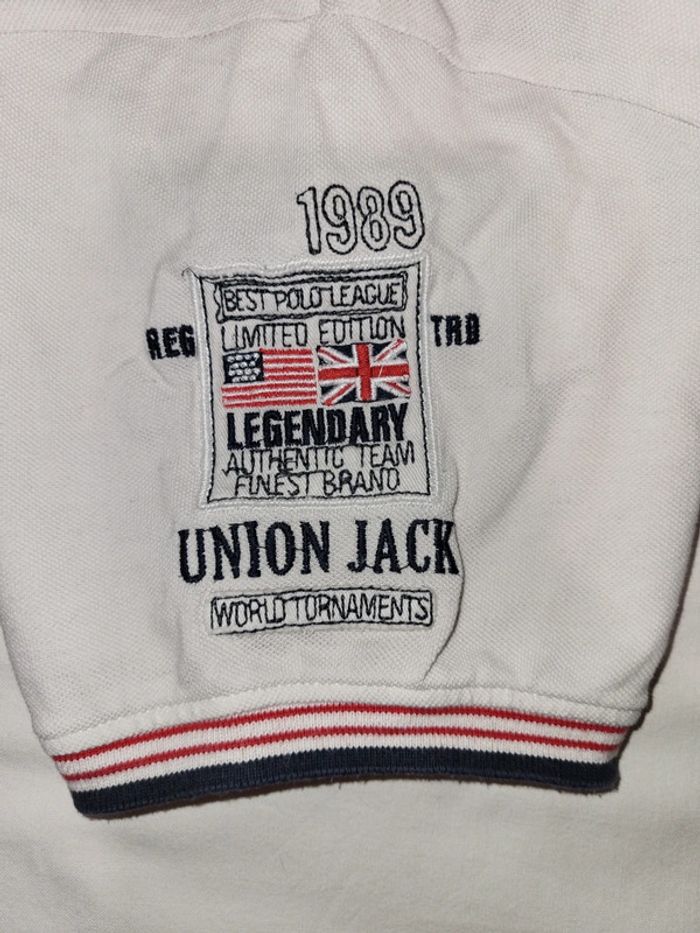 1989
BEST POLO LEAGUE
LIMITED EDITION
REG TRD
LEGENDARY
AUTHENTIC TEAM
FINEST BRAND
UNION JACK
WORLD TORNAMENTS